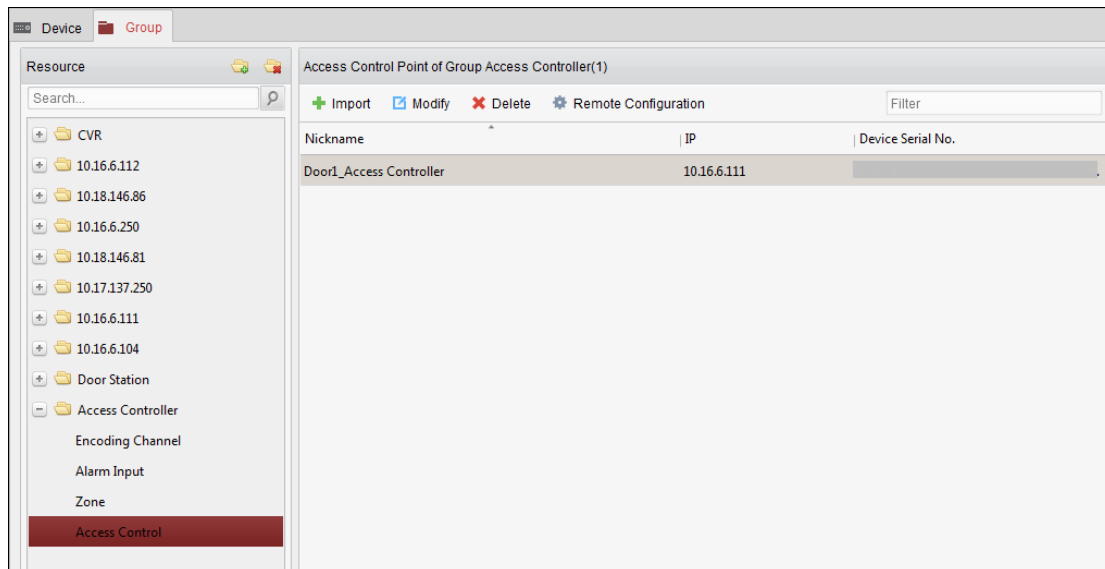 Device Group
Resource
Search...
CVR
10.16.6.112
10.18.146.86
10.16.6.250
10.18.146.81
10.17.137.250
10.16.6.111
10.16.6.104
Door Station
Access Controller
Encoding Channel
Alarm Input
Zone
Access Control
Access Control Point of Group Access Controller(1)
Import Modify Delete Remote Configuration Filter
Nickname IP Device Serial No.
Door1_Access Controller 10.16.6.111 .